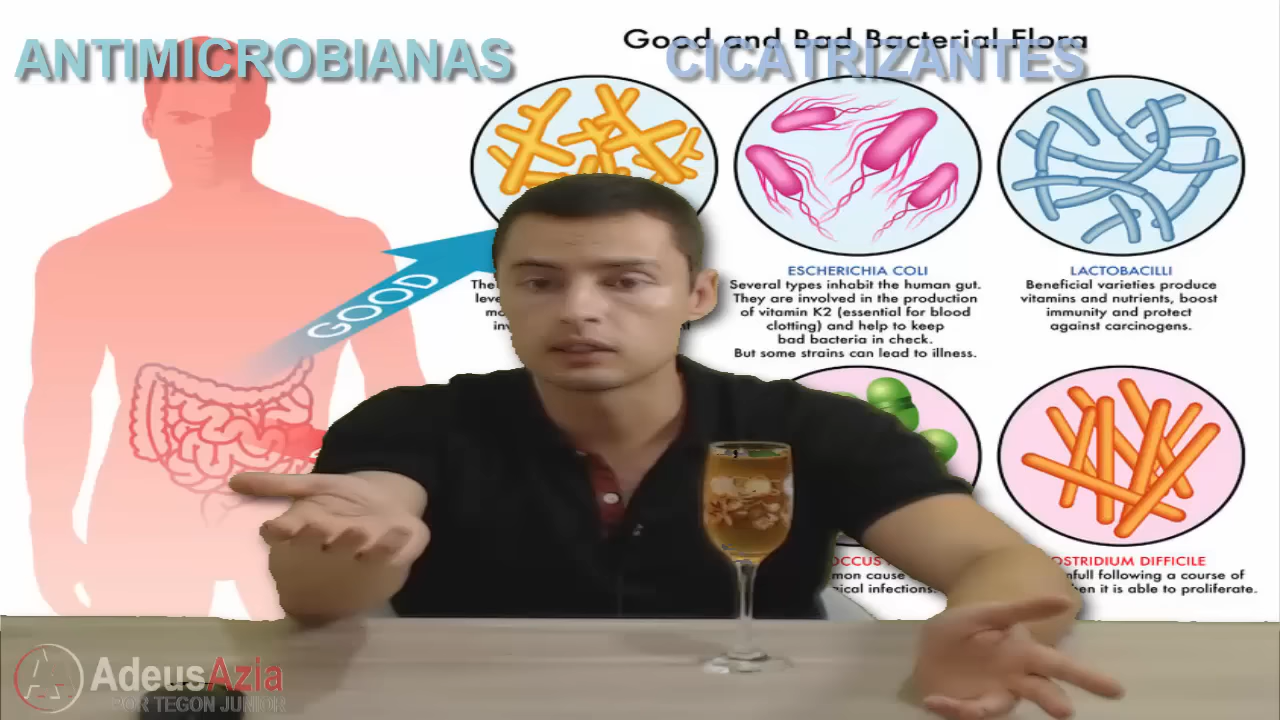 ANTIMICROBIANAS
CICATRIZANTES
Good and Bad Bacterial Flora
GOOD
ESCHERICHIA COLI
Several types inhabit the human gut.
They are involved in the production
of vitamin K2 (essential for blood
clotting) and help to keep
bad bacteria in check.
But some strains can lead to illness.
LACTOBACILLI
Beneficial varieties produce
vitamins and nutrients, boost
immunity and protect
against carcinogens.
OSTRIDIUM DIFFICILE
following a course of
it is able to proliferate.
cause
infections.
AdeusAzia
POR TEGON JUNIOR